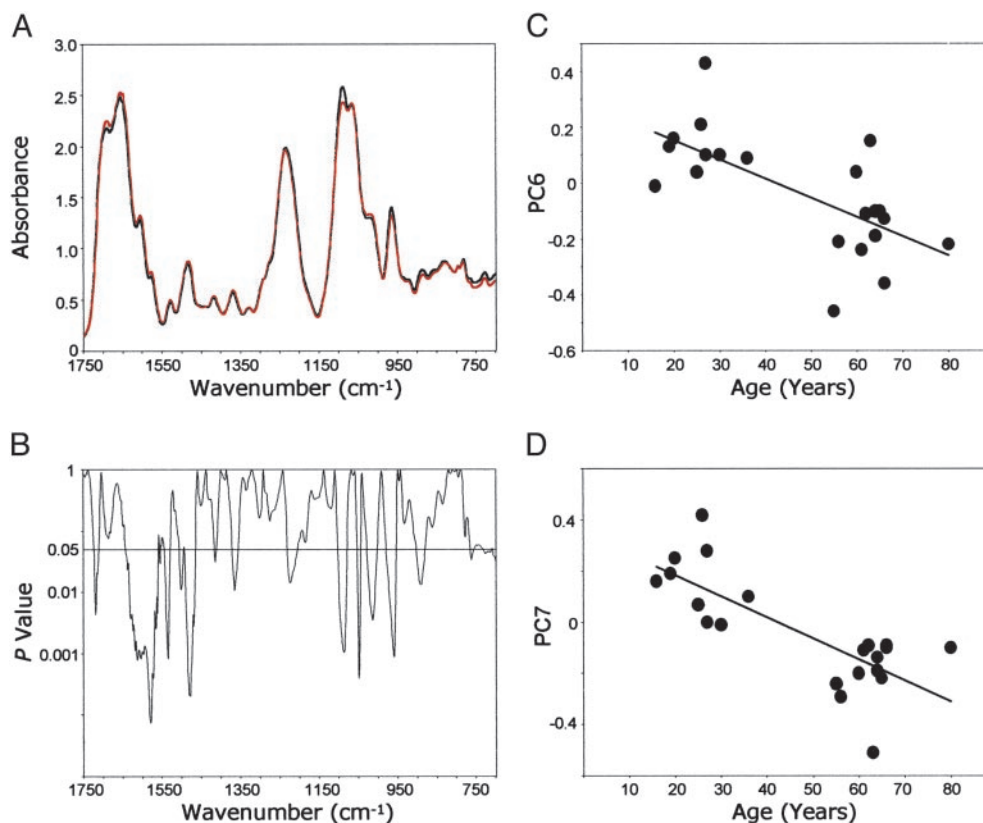 A
3.0
2.5
2.0
1.5
1.0
0.5
0
Absorbance
1750 1550 1350 1150 950 750
Wavenumber (cm-1)
B
1
0.05
0.01
0.001
P Value
1750 1550 1350 1150 950 750
Wavenumber (cm-1)
C
0.4
0.2
0
-0.2
-0.4
-0.6
PC6
10 20 30 40 50 60 70 80
Age (Years)
D
0.4
0
-0.4
PC7
10 20 30 40 50 60 70 80
Age (Years)